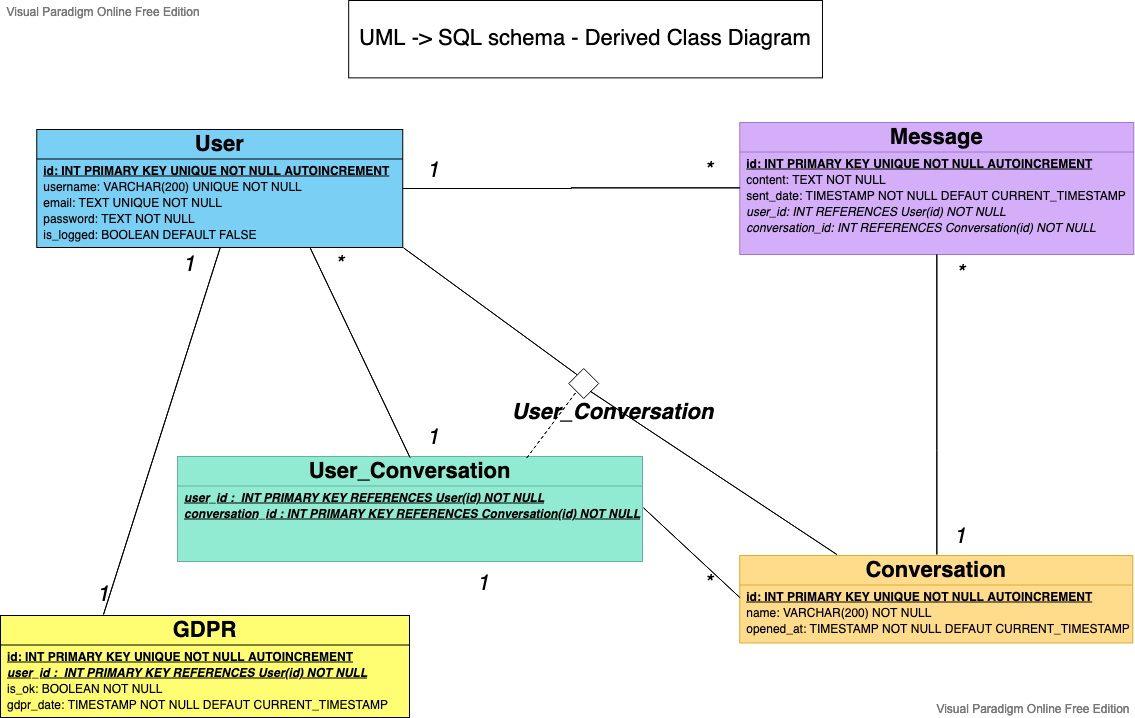 Visual Paradigm Online Free Edition
UML -> SQL schema - Derived Class Diagram
User
id: INT PRIMARY KEY UNIQUE NOT NULL AUTOINCREMENT
username: VARCHAR(200) UNIQUE NOT NULL
email: TEXT UNIQUE NOT NULL
password: TEXT NOT NULL
is_logged: BOOLEAN DEFAULT FALSE
1
*
Message
id: INT PRIMARY KEY UNIQUE NOT NULL AUTOINCREMENT
content: TEXT NOT NULL
sent_date: TIMESTAMP NOT NULL DEFAUT CURRENT_TIMESTAMP
user_id: INT REFERENCES User(id) NOT NULL
conversation_id: INT REFERENCES Conversation(id) NOT NULL
1
*
*
User_Conversation
1
User_Conversation
user_id :  INT PRIMARY KEY REFERENCES User(id) NOT NULL
conversation_id : INT PRIMARY KEY REFERENCES Conversation(id) NOT NULL
1
*
1
Conversation
id: INT PRIMARY KEY UNIQUE NOT NULL AUTOINCREMENT
name: VARCHAR(200) NOT NULL
opened_at: TIMESTAMP NOT NULL DEFAUT CURRENT_TIMESTAMP
1
GDPR
id: INT PRIMARY KEY UNIQUE NOT NULL AUTOINCREMENT
user_id :  INT PRIMARY KEY REFERENCES User(id) NOT NULL
is_ok: BOOLEAN NOT NULL
gdpr_date: TIMESTAMP NOT NULL DEFAUT CURRENT_TIMESTAMP
Visual Paradigm Online Free Edition